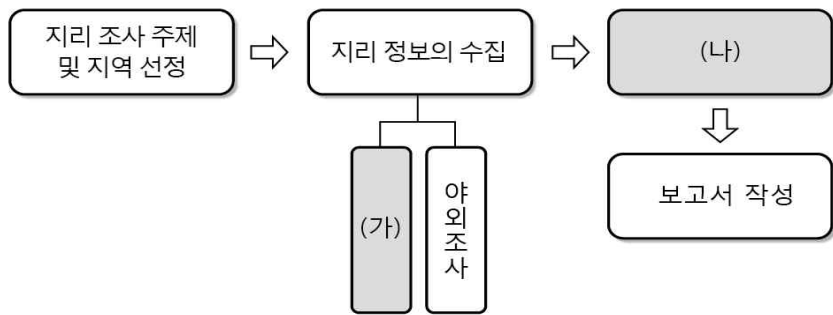 지리 조사 주제
및 지역 선정
지리 정보의 수집
(나)
(가)
야외조사
보고서 작성